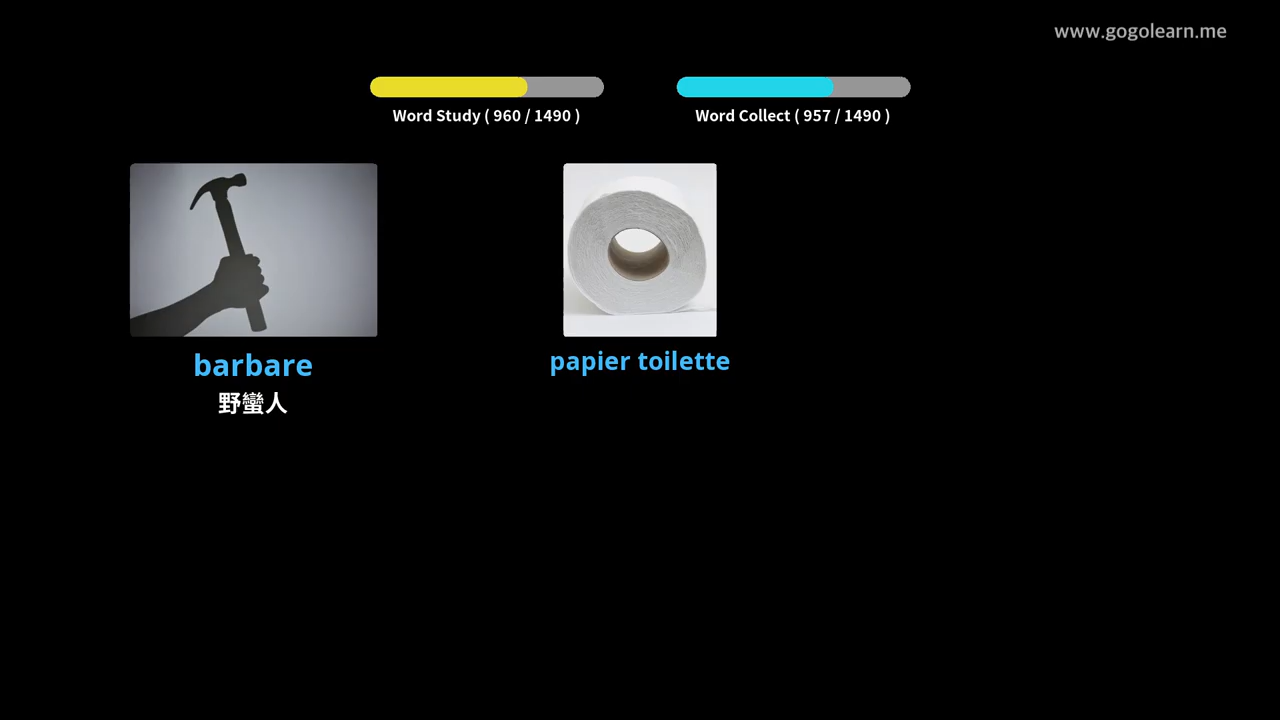 www.gogolearn.me
Word Study ( 960 / 1490 )
Word Collect ( 957 / 1490 )
barbare
野蠻人
papier toilette